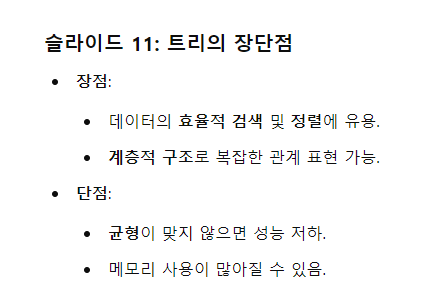 슬라이드 11: 트리의 장단점
• 장점:
• 데이터의 효율적 검색 및 정렬에 유용.
• 계층적 구조로 복잡한 관계 표현 가능.
• 단점:
• 균형이 맞지 않으면 성능 저하.
• 메모리 사용이 많아질 수 있음.